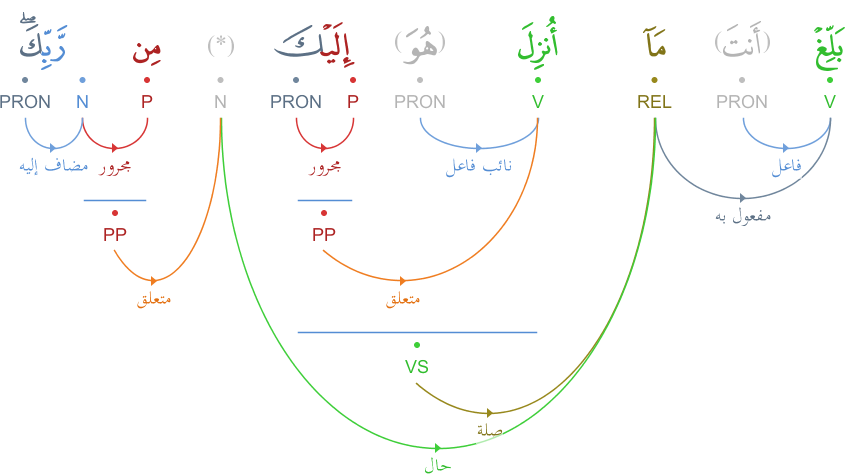 بَلِّغْ (أَنتَ) مَآ أُنزِلَ (هُوَ) إِلَيْكَ (*) مِن رَّبِّكَ ۖ
V PRON REL V PRON P PRON N P N PRON
فاعل نائب فاعل مجرور مجرور مضاف إليه
مفعول به
PP PP
متعلق متعلق
VS
صلة
حال